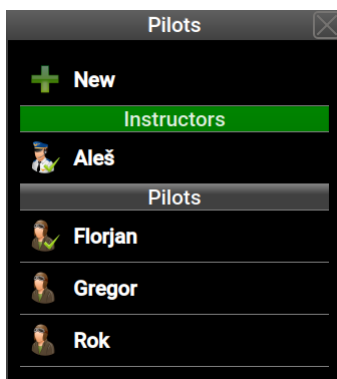 Pilots
New
Instructors
Aleš
Pilots
Florjan
Gregor
Rok